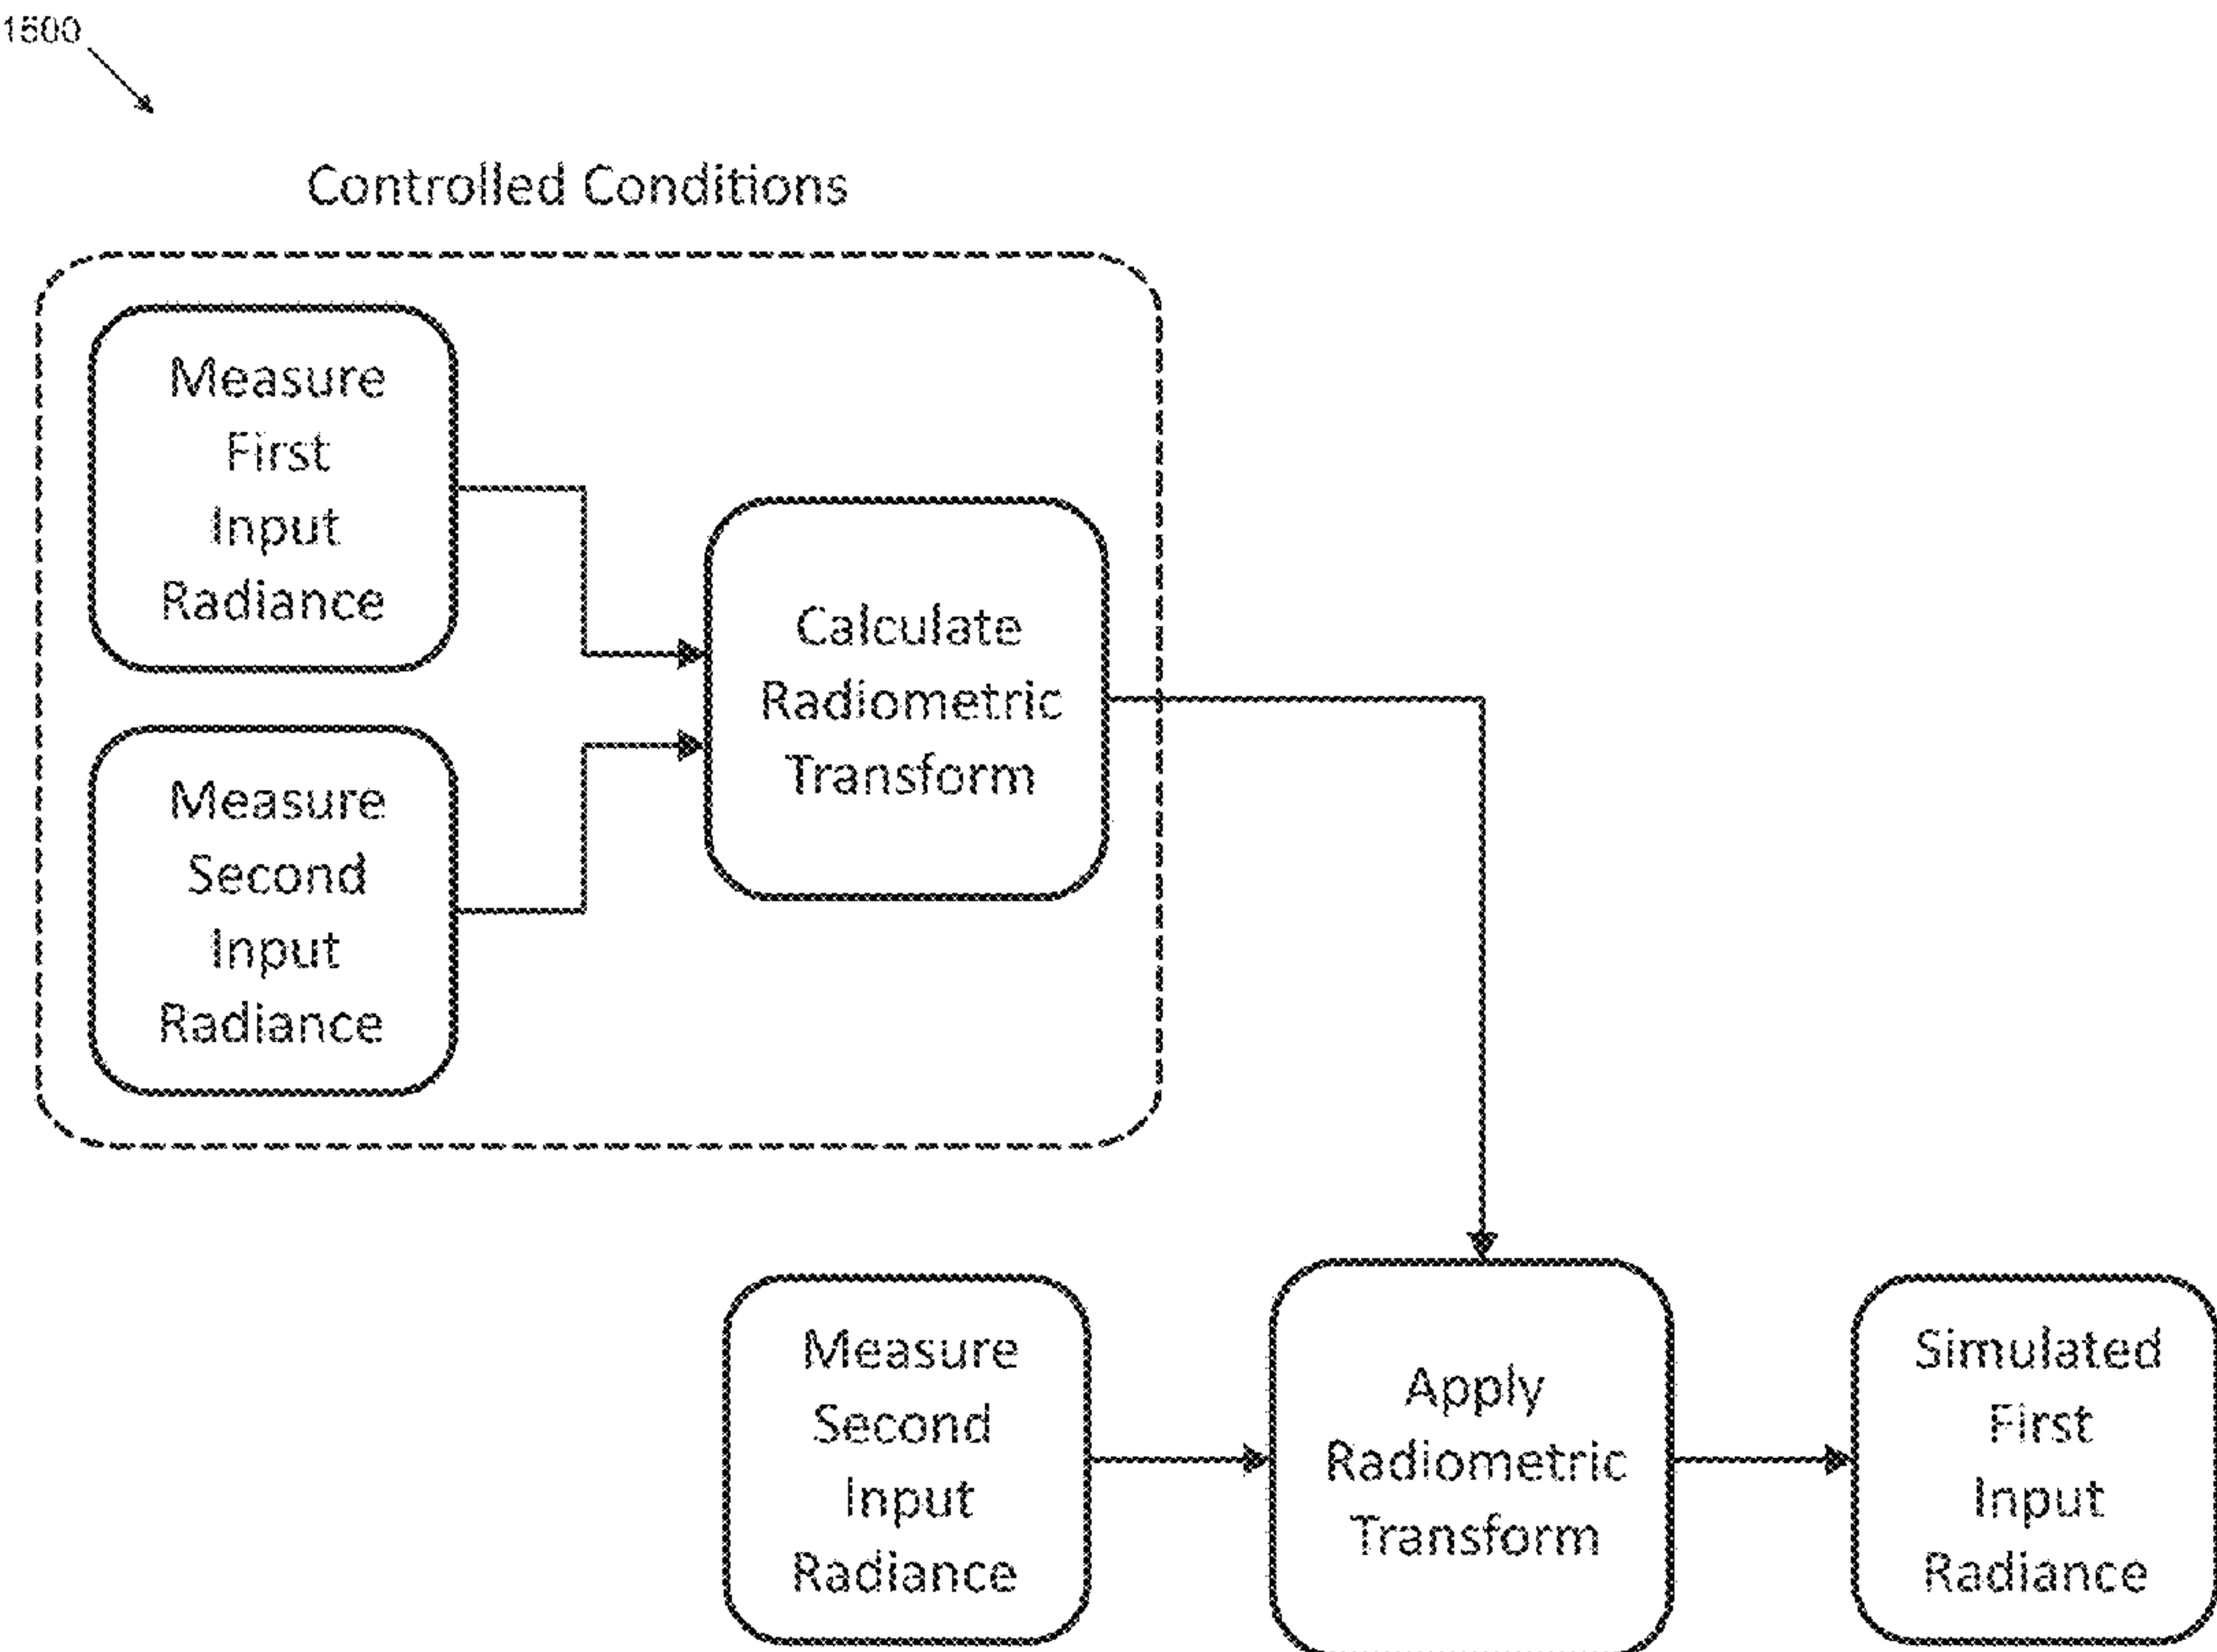 1500
Controlled Conditions
Measure
First
Input
Radiance
Calculate
Radiometric
Transform
Measure
Second
Input
Radiance
Measure
Second
Input
Radiance
Apply
Radiometric
Transform
Simulated
First
Input
Radiance